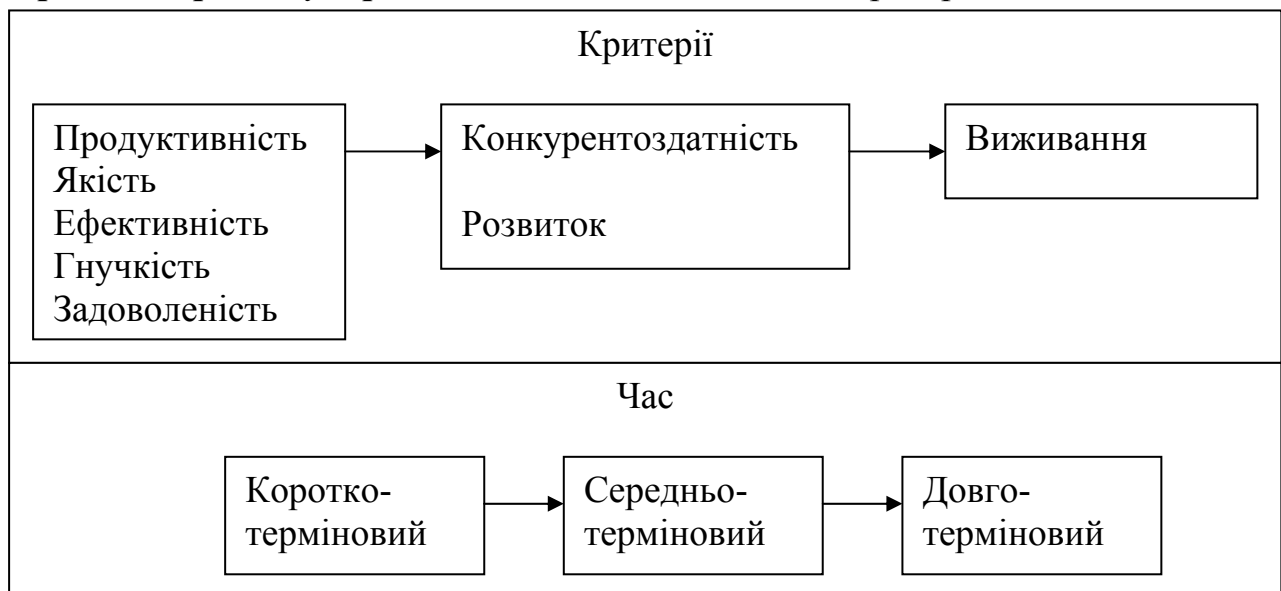 Критерії
Продуктивність
Якість
Ефективність
Гнучкість
Задоволеність
Конкурентоздатність
Розвиток
Виживання
Час
Коротко-
терміновий
Середньо-
терміновий
Довго-
терміновий